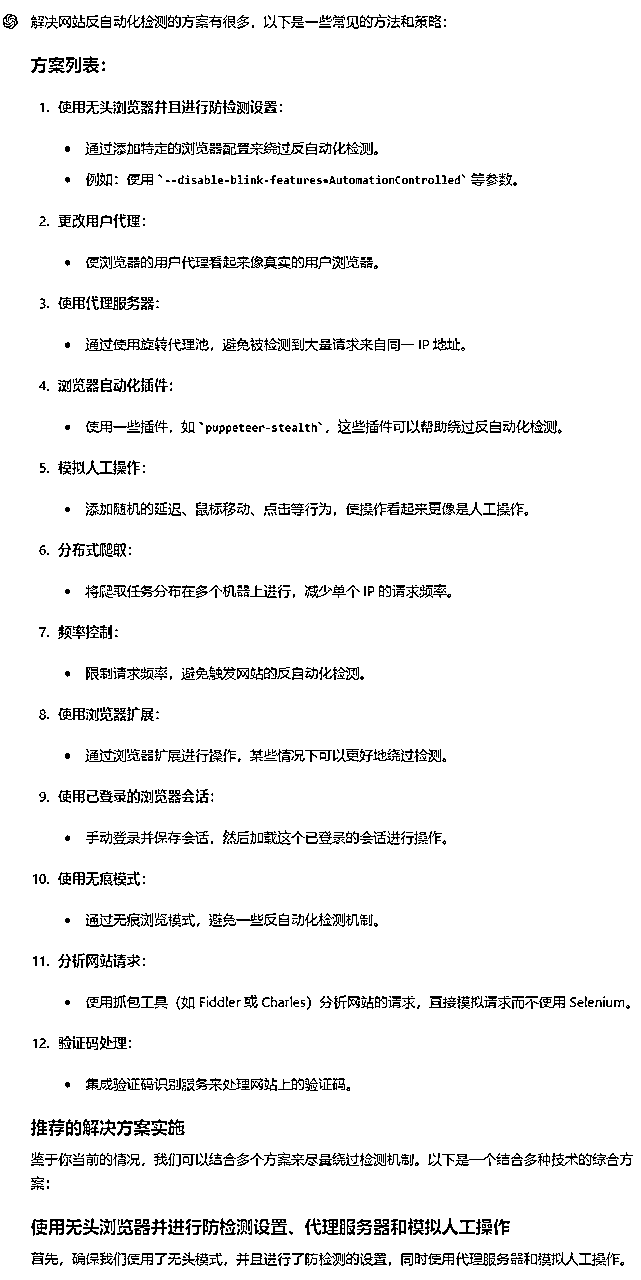 解决网站反自动化检测的方案有很多，以下是一些常见的方法和策略：
方案列表：
1. 使用无头浏览器并且进行防检测设置：
• 通过添加特定的浏览器配置来绕过反自动化检测。
• 例如：使用 `--disable-blink-features=AutomationControlled` 等参数。
2. 更改用户代理：
• 使浏览器的用户代理看起来像真实的用户浏览器。
3. 使用代理服务器：
• 通过使用旋转代理池，避免被检测到大量请求来自同一 IP 地址。
4. 浏览器自动化插件：
• 使用一些插件，如 `puppeteer-stealth`，这些插件可以帮助绕过反自动化检测。
5. 模拟人工操作：
• 添加随机的延迟、鼠标移动、点击等行为，使操作看起来更像是人工操作。
6. 分布式爬取：
• 将爬取任务分布在多个机器上进行，减少单个 IP 的请求频率。
7. 频率控制：
• 限制请求频率，避免触发网站的反自动化检测。
8. 使用浏览器扩展：
• 通过浏览器扩展进行操作，某些情况下可以更好地绕过检测。
9. 使用已登录的浏览器会话：
• 手动登录并保存会话，然后加载这个已登录的会话进行操作。
10. 使用无痕模式：
• 通过无痕浏览模式，避免一些反自动化检测机制。
11. 分析网站请求：
• 使用抓包工具（如 Fiddler 或 Charles）分析网站的请求，直接模拟请求而不使用 Selenium。
12. 验证码处理：
• 集成验证码识别服务来处理网站上的验证码。
推荐的解决方案实施
鉴于你当前的情况，我们可以结合多个方案来尽量绕过检测机制。以下是一个结合多种技术的综合方
案：
使用无头浏览器并进行防检测设置、代理服务器和模拟人工操作
首先，确保我们使用了无头模式，并且进行了防检测的设置，同时使用代理服务器和模拟人工操作。